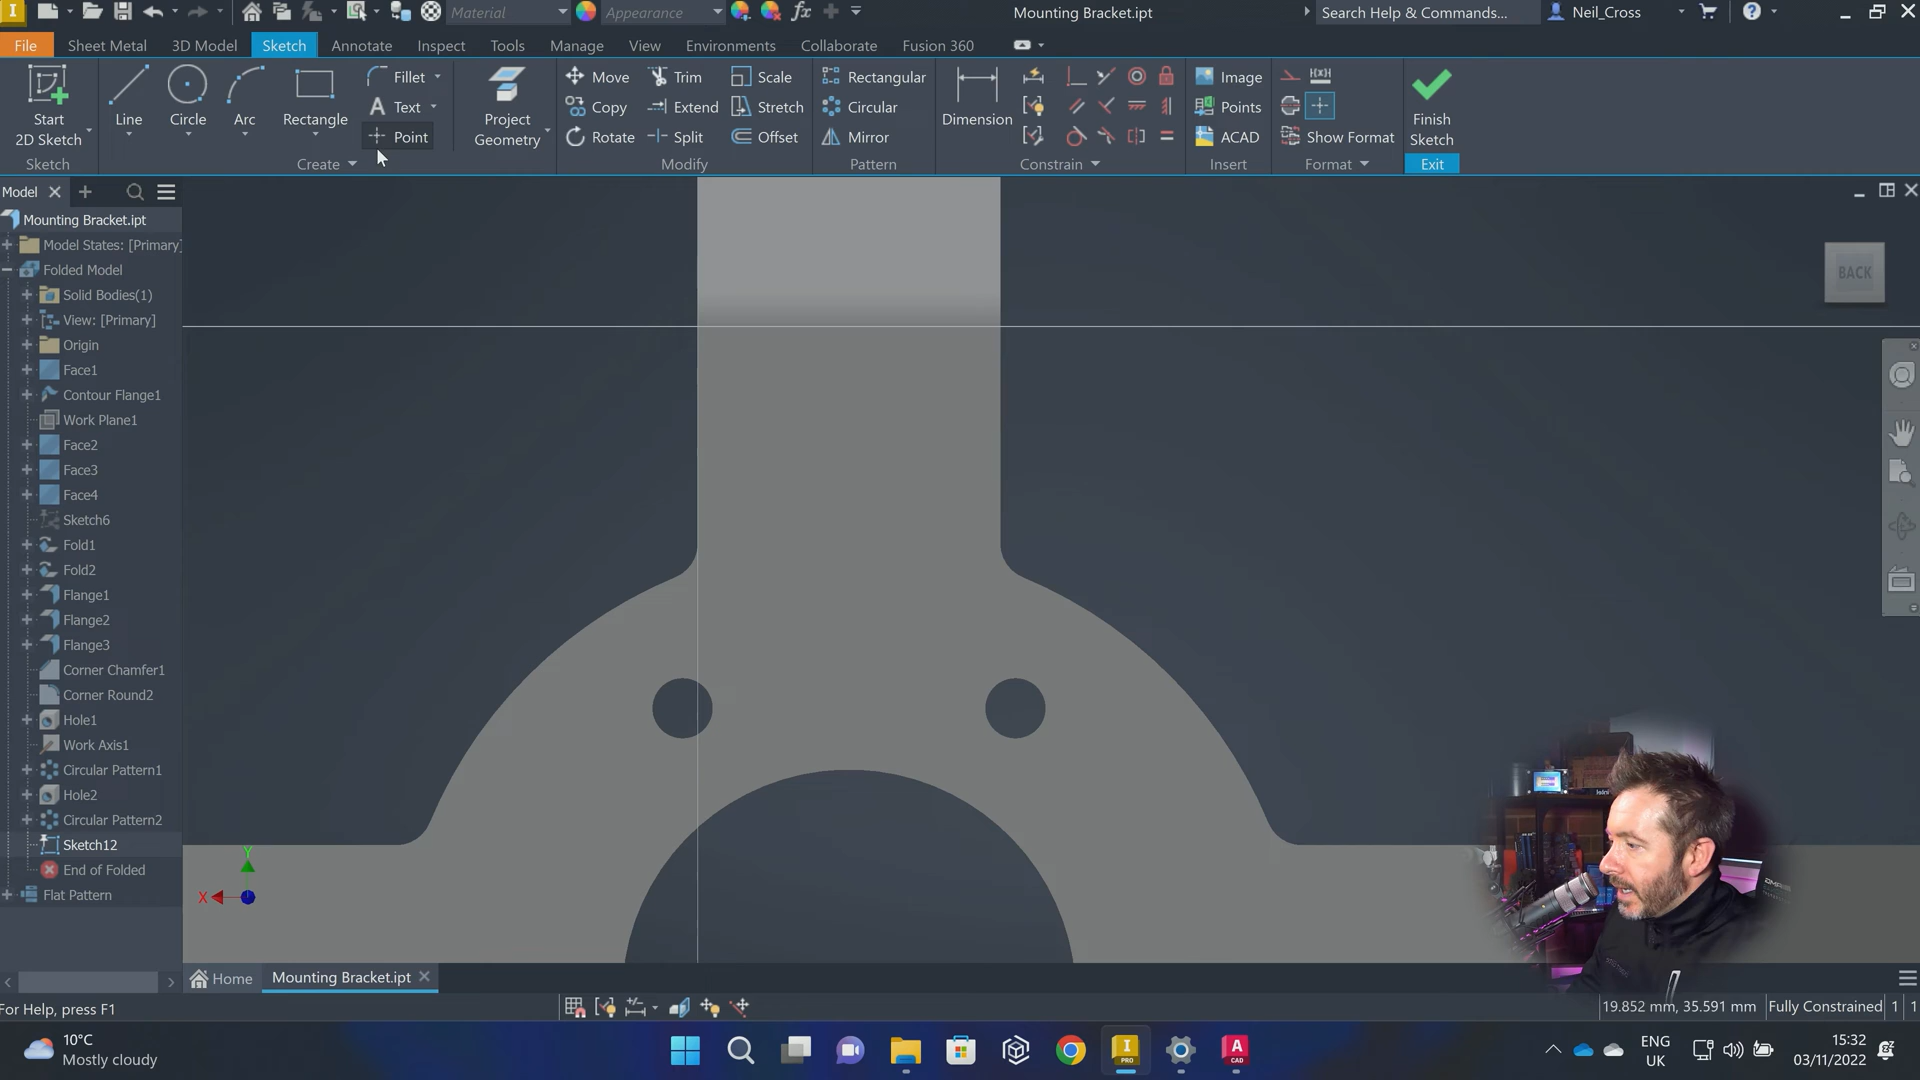 Material
Appearance
Mounting Bracket.ipt
Search Help & Commands...
Neil_Cross
File
Sheet Metal
3D Model
Sketch
Annotate
Inspect
Tools
Manage
View
Environments
Collaborate
Fusion 360
Start
2D Sketch
Line
Circle
Arc
Rectangle
Fillet
Text
Point
Project
Geometry
Move
Copy
Rotate
Trim
Extend
Split
Scale
Stretch
Offset
Rectangular
Circular
Mirror
Dimension
Image
Points
ACAD
Show Format
Finish
Sketch
Sketch
Create
Modify
Pattern
Constrain
Insert
Format
Exit
Model
Mounting Bracket.ipt
Model States: [Primary]
Folded Model
Solid Bodies(1)
View: [Primary]
Origin
Face1
Contour Flange1
Work Plane1
Face2
Face3
Face4
Sketch6
Fold1
Fold2
Flange1
Flange2
Flange3
Corner Chamfer1
Corner Round2
Hole1
Work Axis1
Circular Pattern1
Hole2
Circular Pattern2
Sketch12
End of Folded
Flat Pattern
BACK
Y
X
Home
Mounting Bracket.ipt
For Help, press F1
19.852 mm, 35.591 mm
Fully Constrained
1
1
10°C
Mostly cloudy
I
PRO
A
CAD
ENG
UK
15:32
03/11/2022